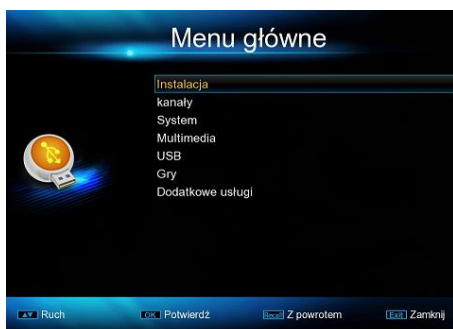 Menu główne
Instalacja
kanały
System
Multimedia
USB
Gry
Dodatkowe usługi
▲▼ Ruch OK Potwierdź Recall Z powrotem Exit Zamknij